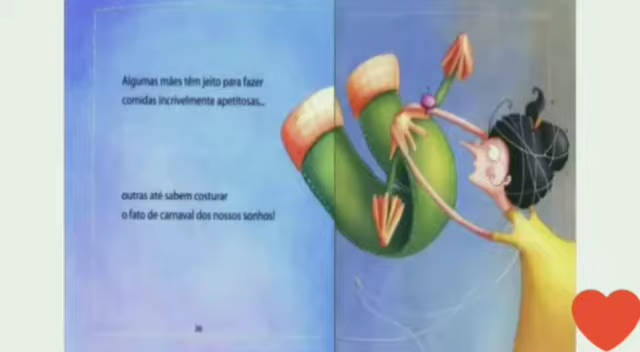 Algumas mães têm jeito para fazer
comidas incrivelmente apetitosas...
outras até sabem costurar
o fato de carnaval dos nossos sonhos!